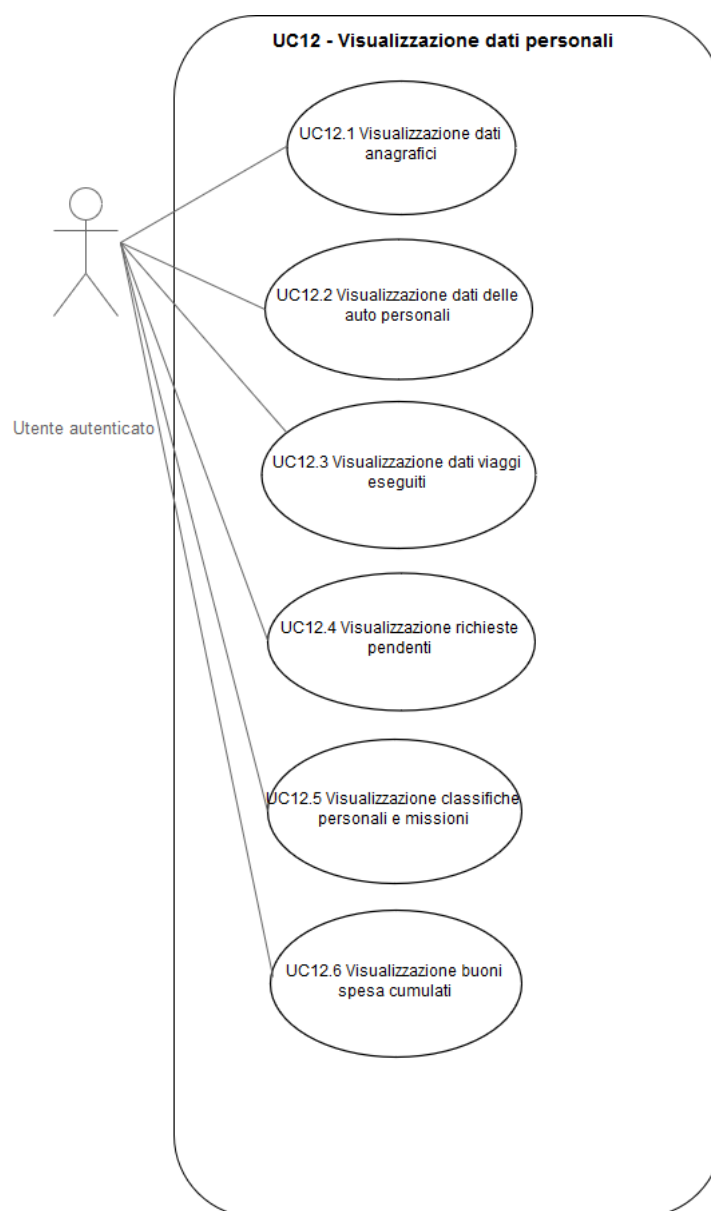 UC12 - Visualizzazione dati personali
UC12.1 Visualizzazione dati
anagrafici
UC12.2 Visualizzazione dati delle
auto personali
Utente autenticato
UC12.3 Visualizzazione dati viaggi
eseguiti
UC12.4 Visualizzazione richieste
pendenti
UC12.5 Visualizzazione classifiche
personali e missioni
UC12.6 Visualizzazione buoni
spesa cumulati